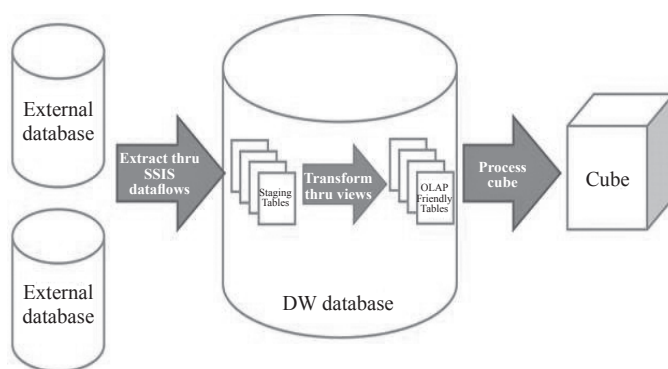 External
database
Extract thru
SSIS
dataflows
Staging
Tables
Transform
thru views
OLAP
Friendly
Tables
Process
cube
Cube
External
database
DW database